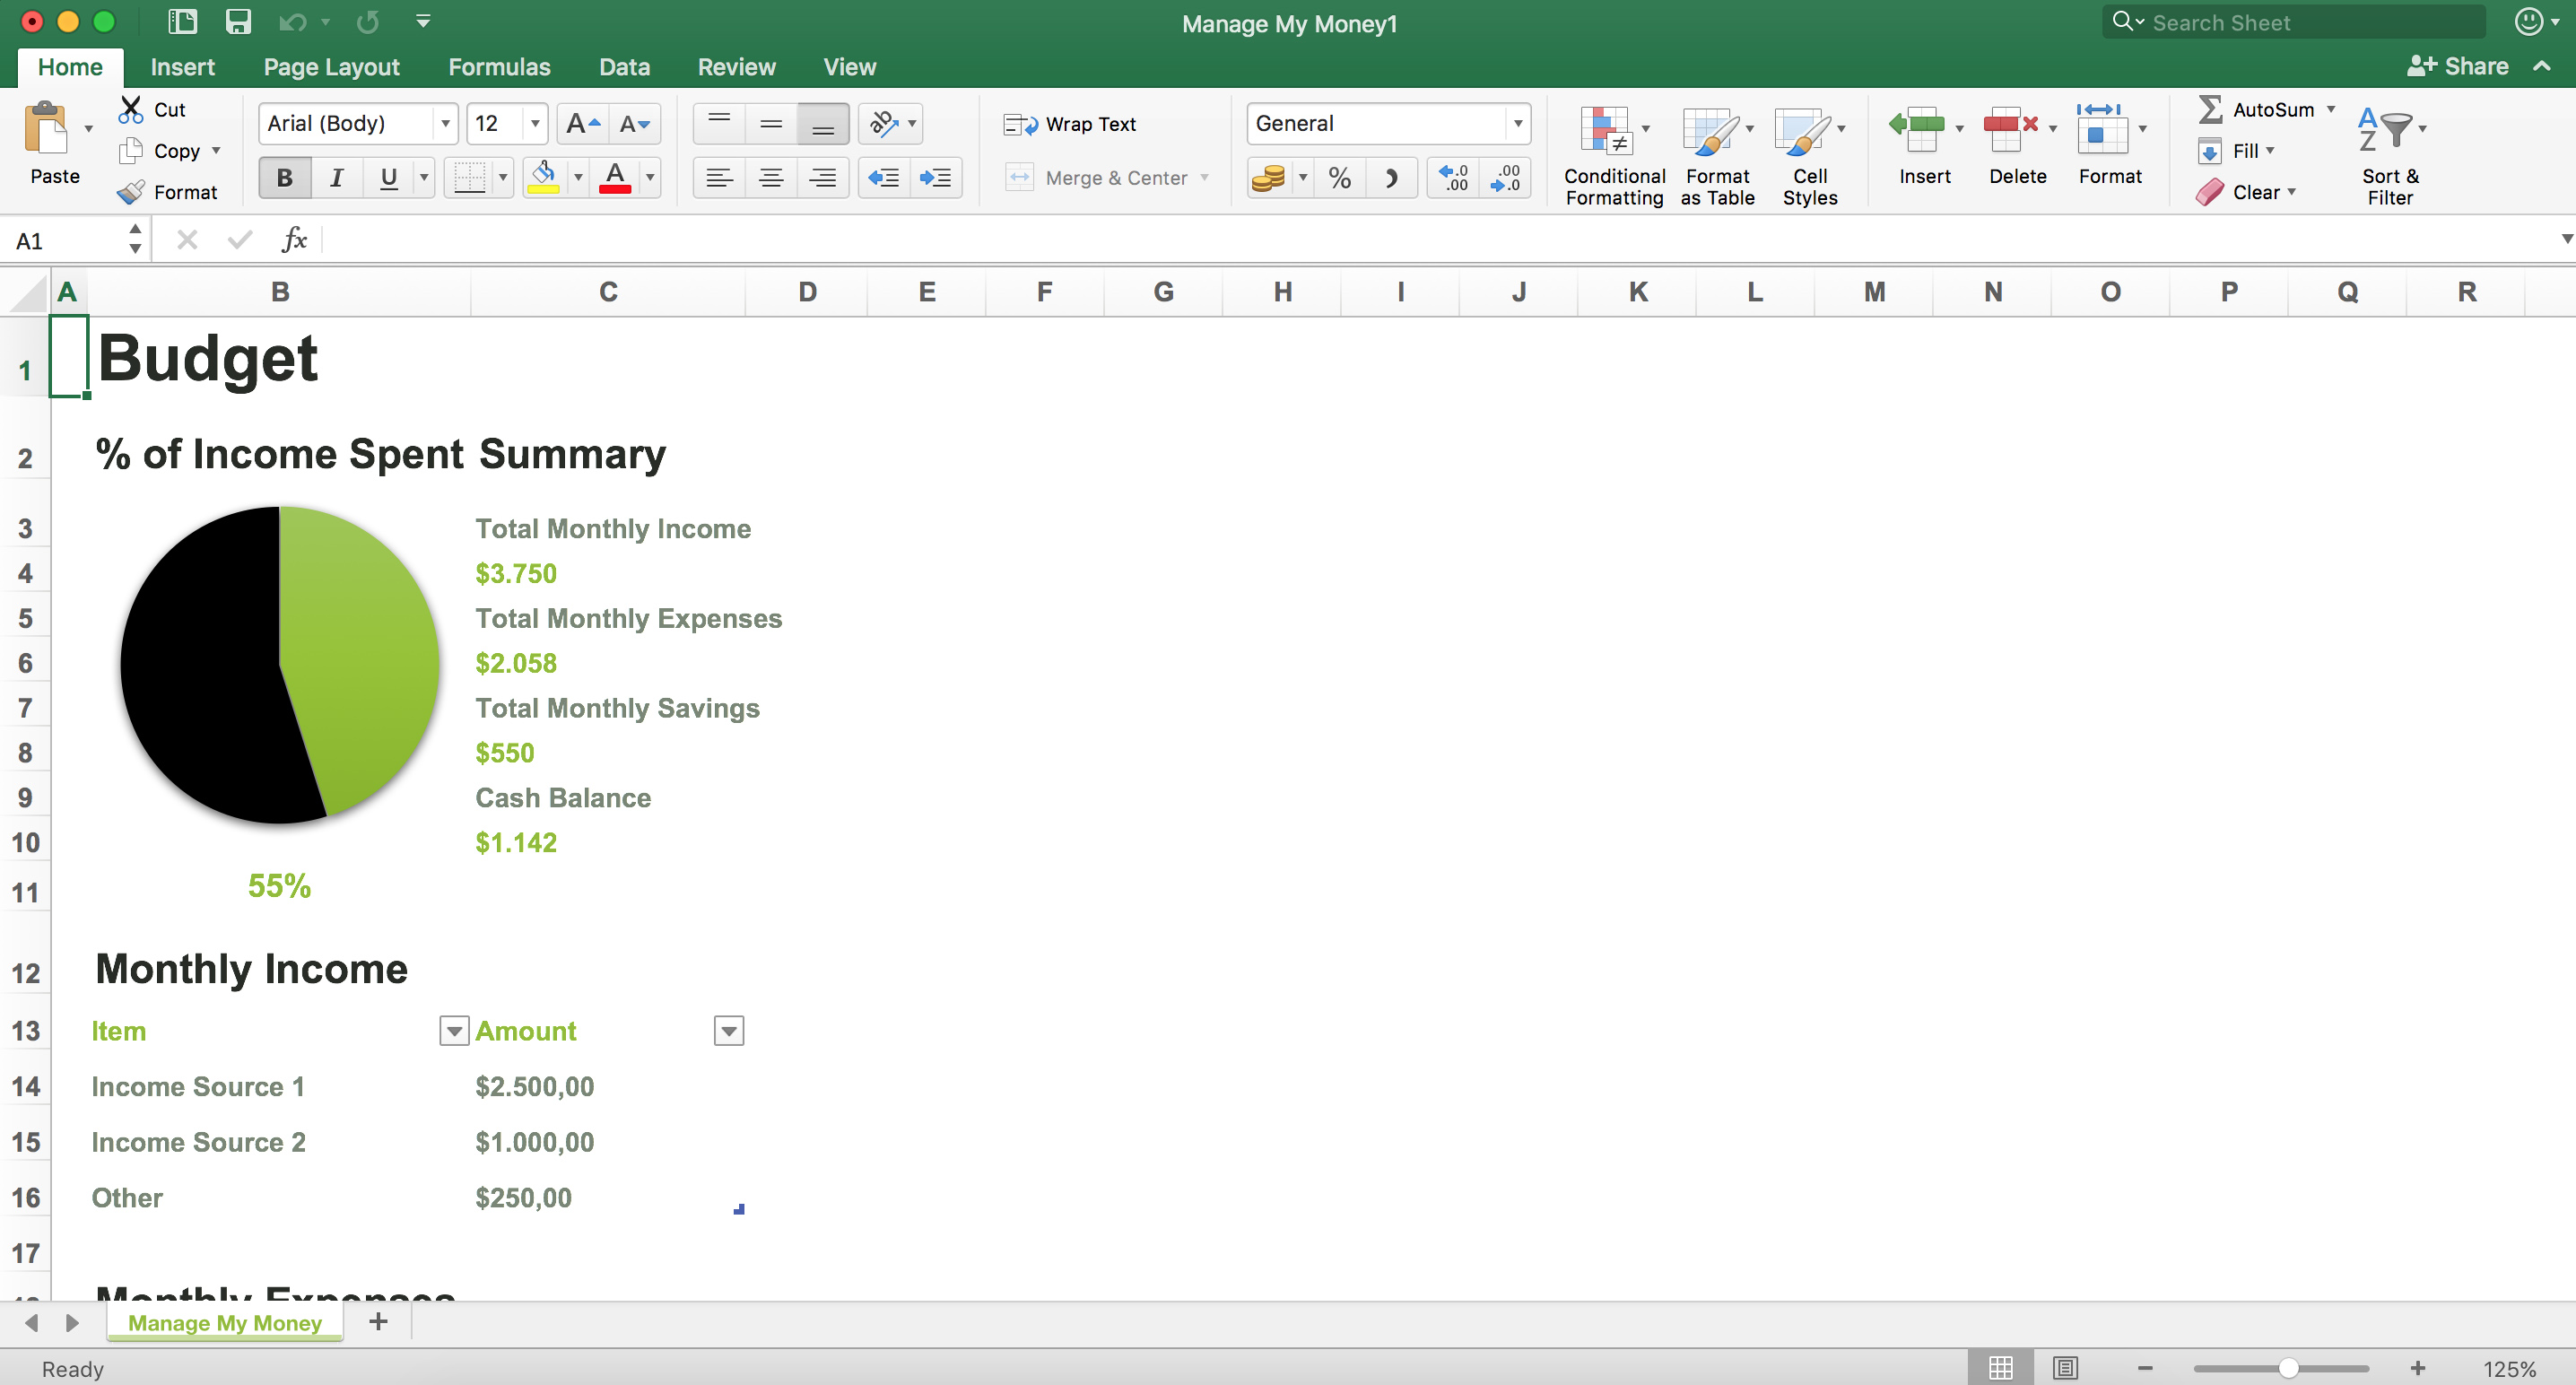 Manage My Money1
Search Sheet
Home Insert Page Layout Formulas Data Review View
Share
Paste
Cut
Copy
Format
Arial (Body) 12
B I U
Wrap Text
Merge & Center
General
Conditional Formatting
Format as Table
Cell Styles
Insert
Delete
Format
AutoSum
Fill
Clear
Sort & Filter
A1
fx
A B C D E F G H I J K L M N O P Q R
1 Budget
2 % of Income Spent Summary
3 Total Monthly Income
4 $3.750
5 Total Monthly Expenses
6 $2.058
7 Total Monthly Savings
8 $550
9 Cash Balance
10 $1.142
11 55%
12 Monthly Income
13 Item Amount
14 Income Source 1 $2.500,00
15 Income Source 2 $1.000,00
16 Other $250,00
17
Monthly Expenses
Manage My Money
Ready
125%